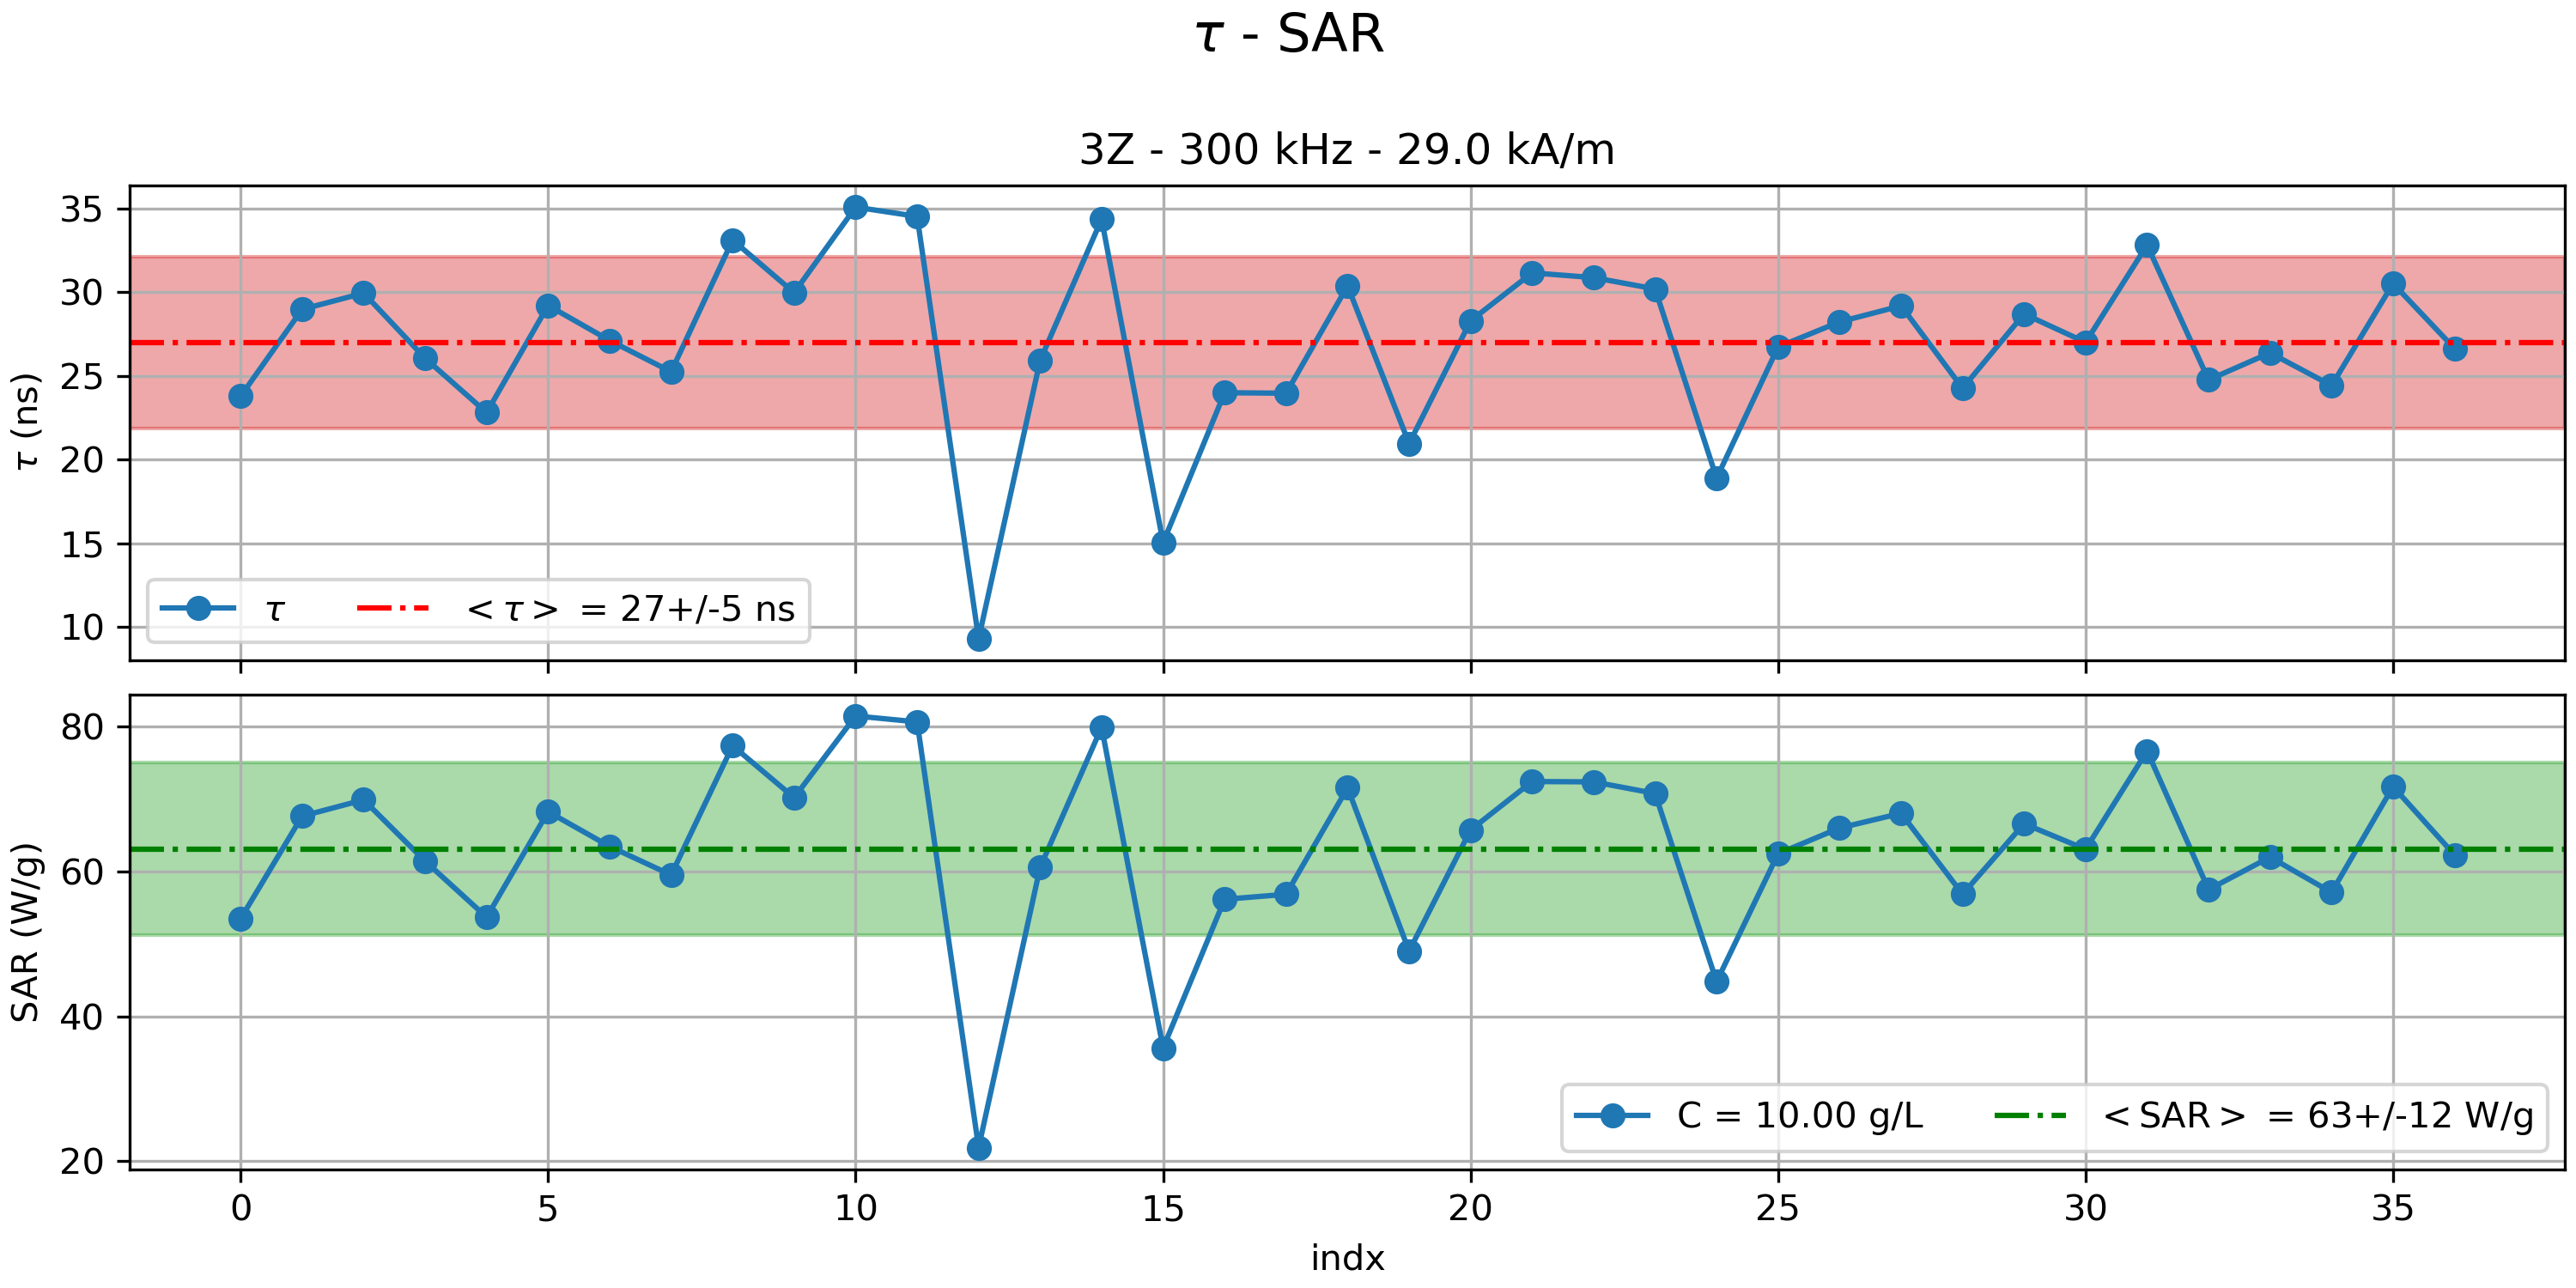 τ - SAR
3Z - 300 kHz - 29.0 kA/m
35
30
25
20
15
10
τ (ns)
τ
<τ> = 27+/-5 ns
80
60
40
20
SAR (W/g)
C = 10.00 g/L
<SAR> = 63+/-12 W/g
0 5 10 15 20 25 30 35
indx